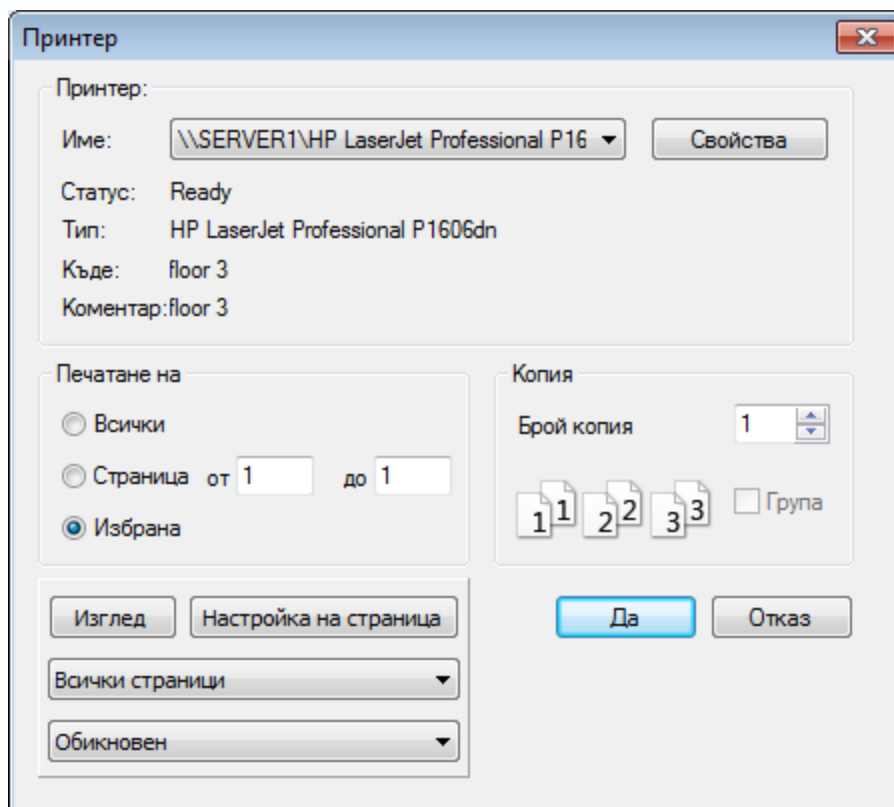 Принтер
Принтер:
Име: \\SERVER1\HP LaserJet Professional P16 Свойства
Статус: Ready
Тип: HP LaserJet Professional P1606dn
Къде: floor 3
Коментар: floor 3
Печатане на
Всички
Страница от 1 до 1
Избрана
Копия
Брой копия 1
1 1 2 2 3 3 Група
Изглед Настройка на страница Да Отказ
Всички страници
Обикновен